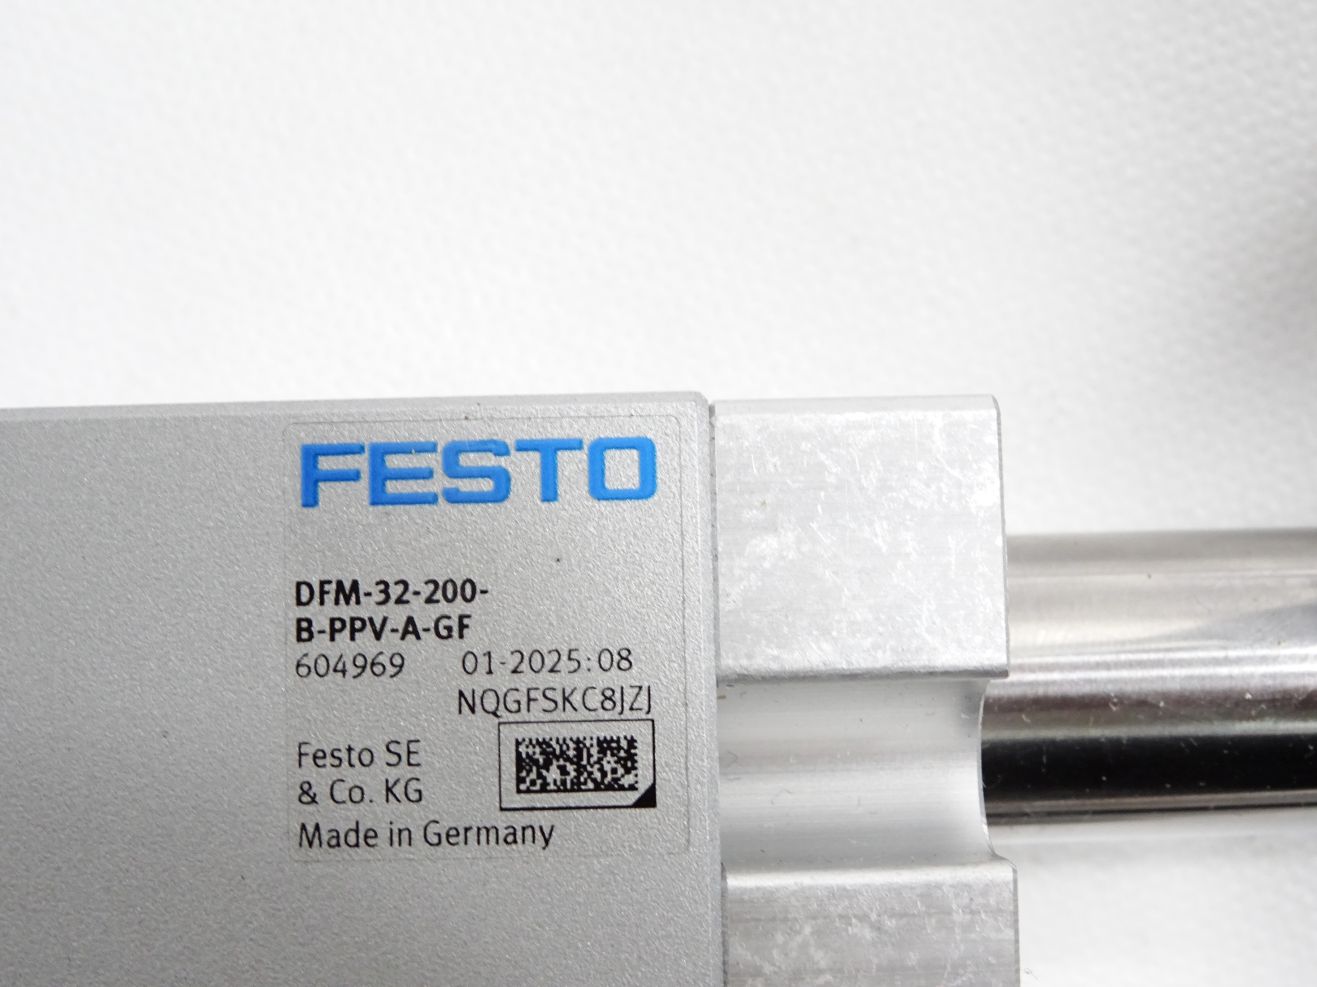 FESTO
DFM-32-200-
B-PPV-A-GF
604969 01-2025:08
NQGFSKC8JZJ
Festo SE
& Co. KG
Made in Germany